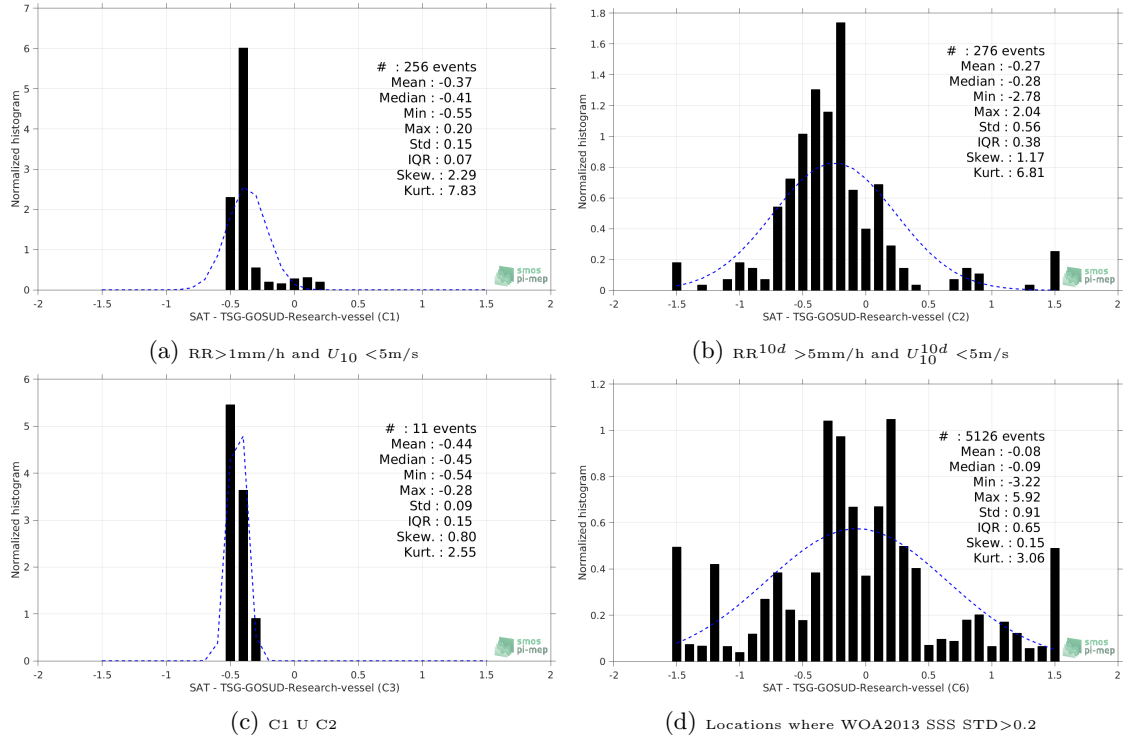 7
6
5
4
3
2
1
0
Normalized histogram
# : 256 events
Mean : -0.37
Median : -0.41
Min : -0.55
Max : 0.20
Std : 0.15
IQR : 0.07
Skew. : 2.29
Kurt. : 7.83
smos
pi-mep
-2 -1.5 -1 -0.5 0 0.5 1 1.5 2
SAT - TSG-GOSUD-Research-vessel (C1)
(a) RR>1mm/h and U10 <5m/s
1.8
1.6
1.4
1.2
1
0.8
0.6
0.4
0.2
0
Normalized histogram
# : 276 events
Mean : -0.27
Median : -0.28
Min : -2.78
Max : 2.04
Std : 0.56
IQR : 0.38
Skew. : 1.17
Kurt. : 6.81
smos
pi-mep
-2 -1.5 -1 -0.5 0 0.5 1 1.5 2
SAT - TSG-GOSUD-Research-vessel (C2)
(b) RR10d >5mm/h and U10d10 <5m/s
6
5
4
3
2
1
0
Normalized histogram
# : 11 events
Mean : -0.44
Median : -0.45
Min : -0.54
Max : -0.28
Std : 0.09
IQR : 0.15
Skew. : 0.80
Kurt. : 2.55
smos
pi-mep
-2 -1.5 -1 -0.5 0 0.5 1 1.5 2
SAT - TSG-GOSUD-Research-vessel (C3)
(c) C1 U C2
1.2
1
0.8
0.6
0.4
0.2
0
Normalized histogram
# : 5126 events
Mean : -0.08
Median : -0.09
Min : -3.22
Max : 5.92
Std : 0.91
IQR : 0.65
Skew. : 0.15
Kurt. : 3.06
smos
pi-mep
-2 -1.5 -1 -0.5 0 0.5 1 1.5 2
SAT - TSG-GOSUD-Research-vessel (C6)
(d) Locations where WOA2013 SSS STD>0.2